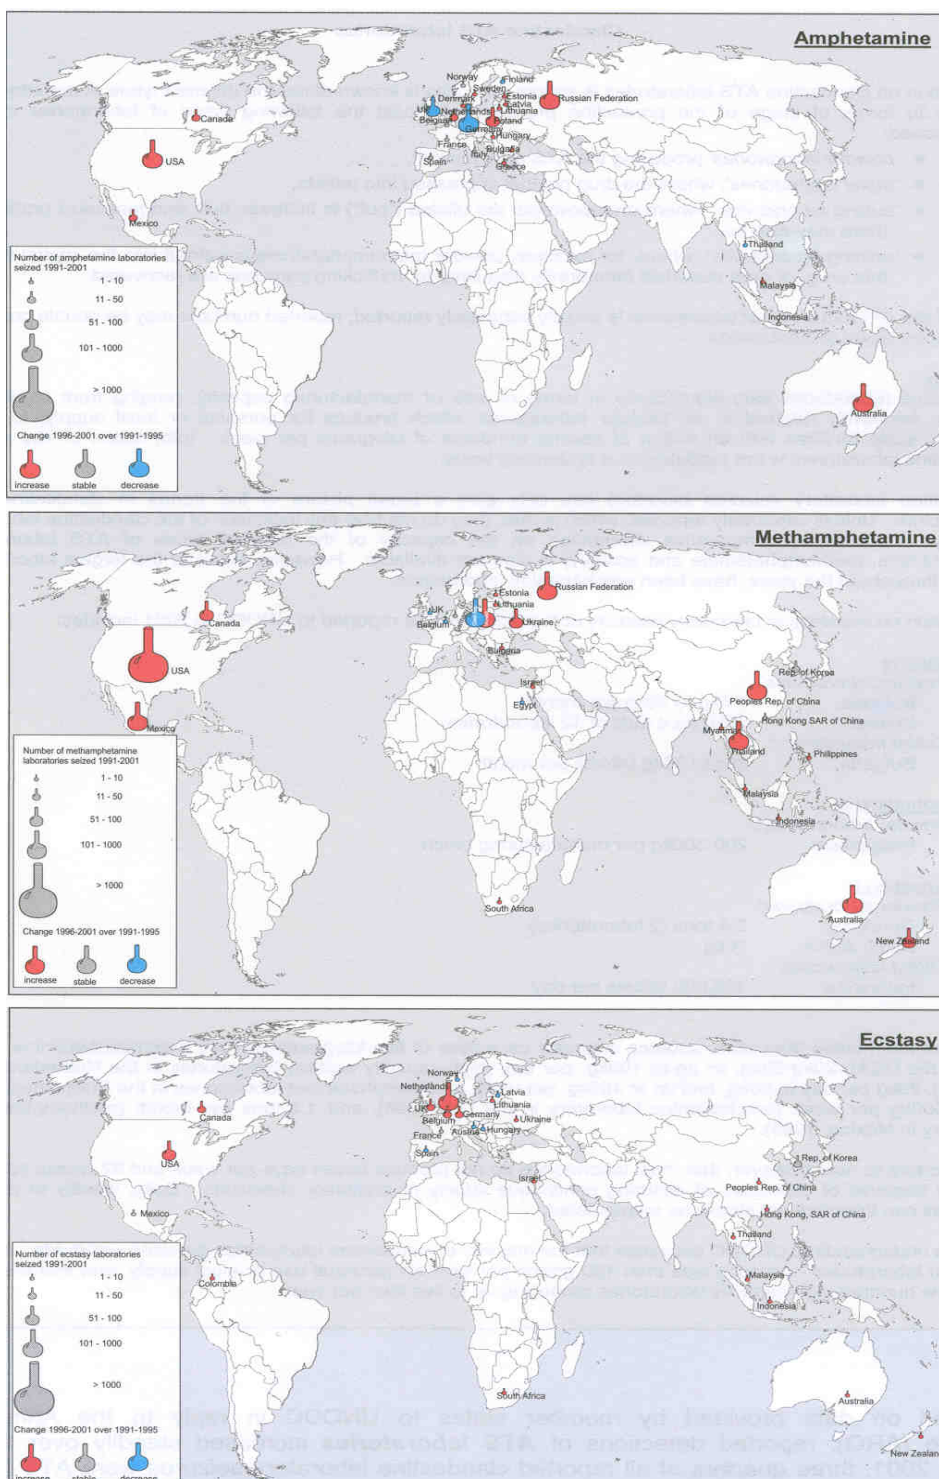 Amphetamine
Norway
Finland
Sweden
Denmark
Estonia
Latvia
Lithuania
Russian Federation
UK
Netherlands
Belgium
Poland
Germany
Canada
Hungary
France
Italy
Bulgaria
Spain
Greece
USA
Mexico
Thailand
Malaysia
Indonesia
Australia
Number of amphetamine laboratories
seized 1991-2001
1 - 10
11 - 50
51 - 100
101 - 1000
> 1000
Change 1996-2001 over 1991-1995
increase
stable
decrease
Methamphetamine
Estonia
Russian Federation
Lithuania
UK
Belgium
Ukraine
Canada
Bulgaria
USA
Israel
Egypt
Rep. of Korea
Peoples Rep. of China
Hong Kong SAR of China
Mexico
Myanmar
Thailand
Philippines
Malaysia
Indonesia
South Africa
Australia
New Zealand
Number of methamphetamine
laboratories seized 1991-2001
1 - 10
11 - 50
51 - 100
101 - 1000
> 1000
Change 1996-2001 over 1991-1995
increase
stable
decrease
Ecstasy
Norway
Netherlands
Latvia
Lithuania
UK
Germany
Belgium
Ukraine
Canada
France
Austria
Hungary
Spain
USA
Israel
Rep. of Korea
Peoples Rep. of China
Mexico
Hong Kong, SAR of China
Thailand
Colombia
Malaysia
Indonesia
South Africa
Australia
New Zealand
Number of ecstasy laboratories
seized 1991-2001
1 - 10
11 - 50
51 - 100
101 - 1000
> 1000
Change 1996-2001 over 1991-1995
increase
stable
decrease